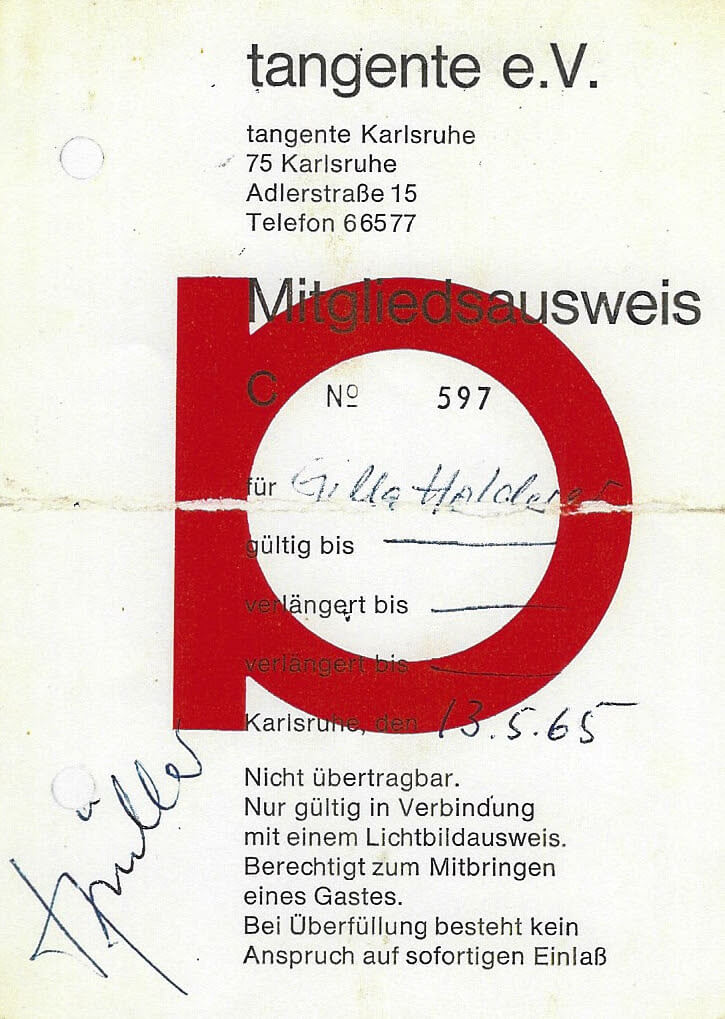 tangente e.V.
tangente Karlsruhe
75 Karlsruhe
Adlerstraße 15
Telefon 66577
Mitgliedsausweis
C Nº 597
für Gilla Holderer
gültig bis
verlängert bis
verlängert bis
Karlsruhe, den 13.5.65
Nicht übertragbar.
Nur gültig in Verbindung
mit einem Lichtbildausweis.
Berechtigt zum Mitbringen
eines Gastes.
Bei Überfüllung besteht kein
Anspruch auf sofortigen Einlaß